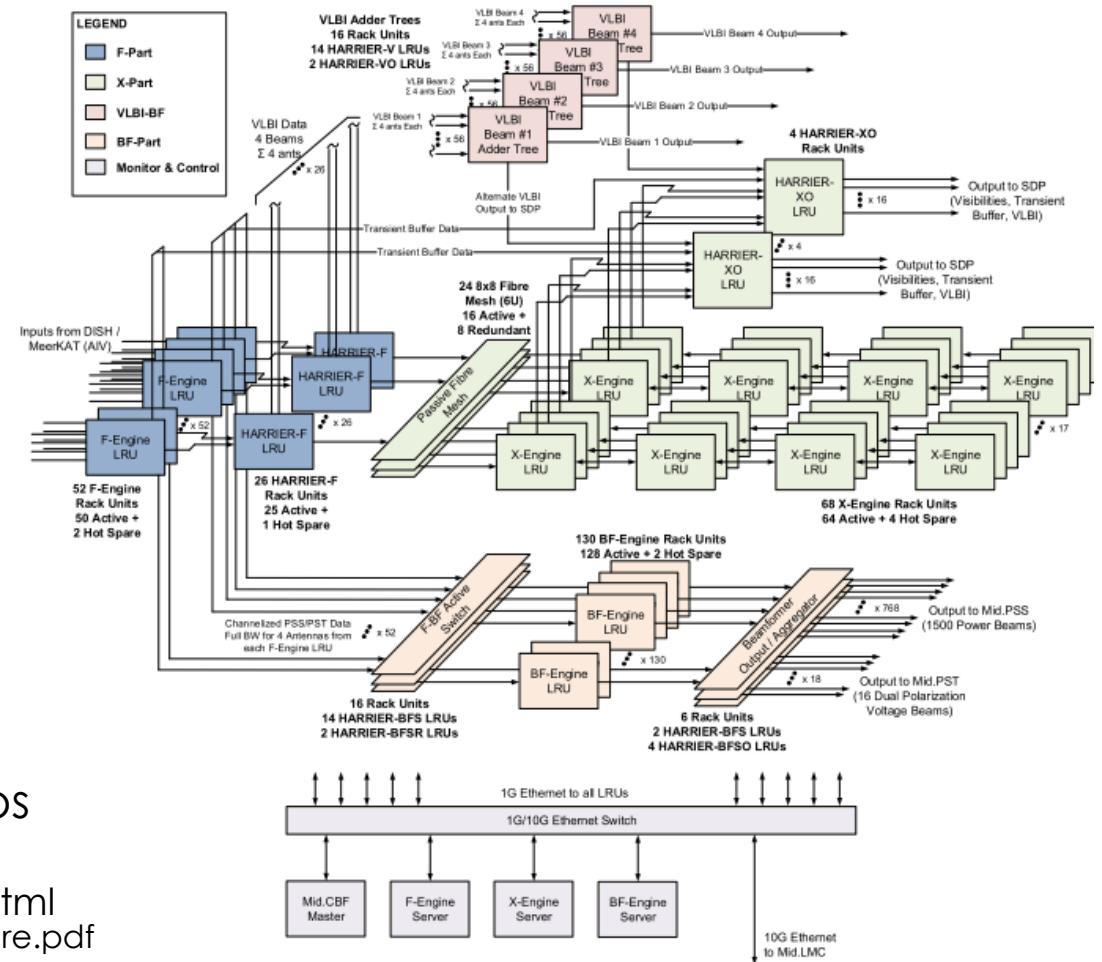 LEGEND
F-Part
X-Part
VLBI-BF
BF-Part
Monitor & Control
VLBI Adder Trees
16 Rack Units
14 HARRIER-V LRUs
2 HARRIER-VO LRUs
VLBI Beam 4
Σ 4 ants Each
x 56
VLBI
Beam #4
Tree
VLBI Beam 4 Output
VLBI Beam 3
Σ 4 ants Each
x 56
VLBI
Beam #3
Tree
VLBI Beam 3 Output
VLBI Beam 2
Σ 4 ants Each
x 56
VLBI
Beam #2
Tree
VLBI Beam 2 Output
VLBI Beam 1
Σ 4 ants Each
x 56
VLBI
Beam #1
Adder Tree
VLBI Beam 1 Output
VLBI Data
4 Beams
Σ 4 ants
x 26
Alternate VLBI
Output to SDP
4 HARRIER-XO
Rack Units
HARRIER-
XO
LRU
x 16
Output to SDP
(Visibilities, Transient
Buffer, VLBI)
x 4
HARRIER-
XO
LRU
x 16
Output to SDP
(Visibilities, Transient
Buffer, VLBI)
Transient Buffer Data
Transient Buffer Data
24 8x8 Fibre
Mesh (6U)
16 Active +
8 Redundant
Inputs from DISH /
MeerKAT (AIV)
F-Engine
LRU
x 52
F-Engine
LRU
HARRIER-F
HARRIER-F
LRU
x 26
HARRIER-F
LRU
Passive Fibre
Mesh
X-Engine
LRU
X-Engine
LRU
X-Engine
LRU
X-Engine
LRU
x 17
X-Engine
LRU
X-Engine
LRU
X-Engine
LRU
X-Engine
LRU
52 F-Engine
Rack Units
50 Active +
2 Hot Spare
26 HARRIER-F
Rack Units
25 Active +
1 Hot Spare
68 X-Engine Rack Units
64 Active + 4 Hot Spare
130 BF-Engine Rack Units
128 Active + 2 Hot Spare
Channelized PSS/PST Data
Full BW for 4 Antennas from
each F-Engine LRU
x 52
F-BF Active
Switch
BF-Engine
LRU
x 130
BF-Engine
LRU
Beamformer
Output / Aggregator
x 768
Output to Mid.PSS
(1500 Power Beams)
x 18
Output to Mid.PST
(16 Dual Polarization
Voltage Beams)
16 Rack Units
14 HARRIER-BFS LRUs
2 HARRIER-BFSR LRUs
6 Rack Units
2 HARRIER-BFS LRUs
4 HARRIER-BFSO LRUs
1G Ethernet to all LRUs
1G/10G Ethernet Switch
Mid.CBF
Master
F-Engine
Server
X-Engine
Server
BF-Engine
Server
10G Ethernet
to Mid.LMC
os
tml
re.pdf